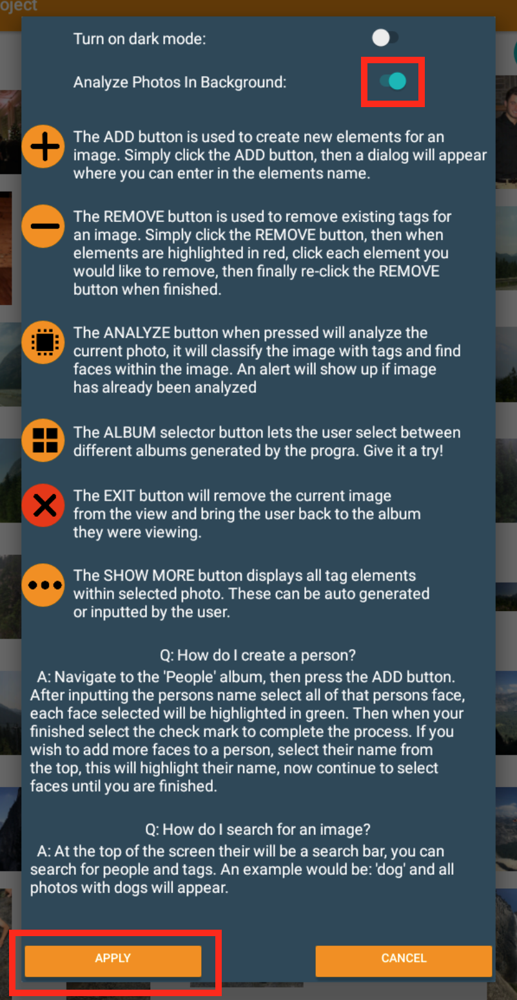 oject
Turn on dark mode:
Analyze Photos In Background:
The ADD button is used to create new elements for an
image. Simply click the ADD button, then a dialog will appear
where you can enter in the elements name.
The REMOVE button is used to remove existing tags for
an image. Simply click the REMOVE button, then when
elements are highlighted in red, click each element you
would like to remove, then finally re-click the REMOVE
button when finished.
The ANALYZE button when pressed will analyze the
current photo, it will classify the image with tags and find
faces within the image. An alert will show up if image
has already been analyzed
The ALBUM selector button lets the user select between
different albums generated by the progra. Give it a try!
The EXIT button will remove the current image
from the view and bring the user back to the album
they were viewing.
The SHOW MORE button displays all tag elements
within selected photo. These can be auto generated
or inputted by the user.
Q: How do I create a person?
A: Navigate to the 'People' album, then press the ADD button.
After inputting the persons name select all of that persons face,
each face selected will be highlighted in green. Then when your
finished select the check mark to complete the process. If you
wish to add more faces to a person, select their name from
the top, this will highlight their name, now continue to select
faces until you are finished.
Q: How do I search for an image?
A: At the top of the screen their will be a search bar, you can
search for people and tags. An example would be: 'dog' and all
photos with dogs will appear.
APPLY
CANCEL